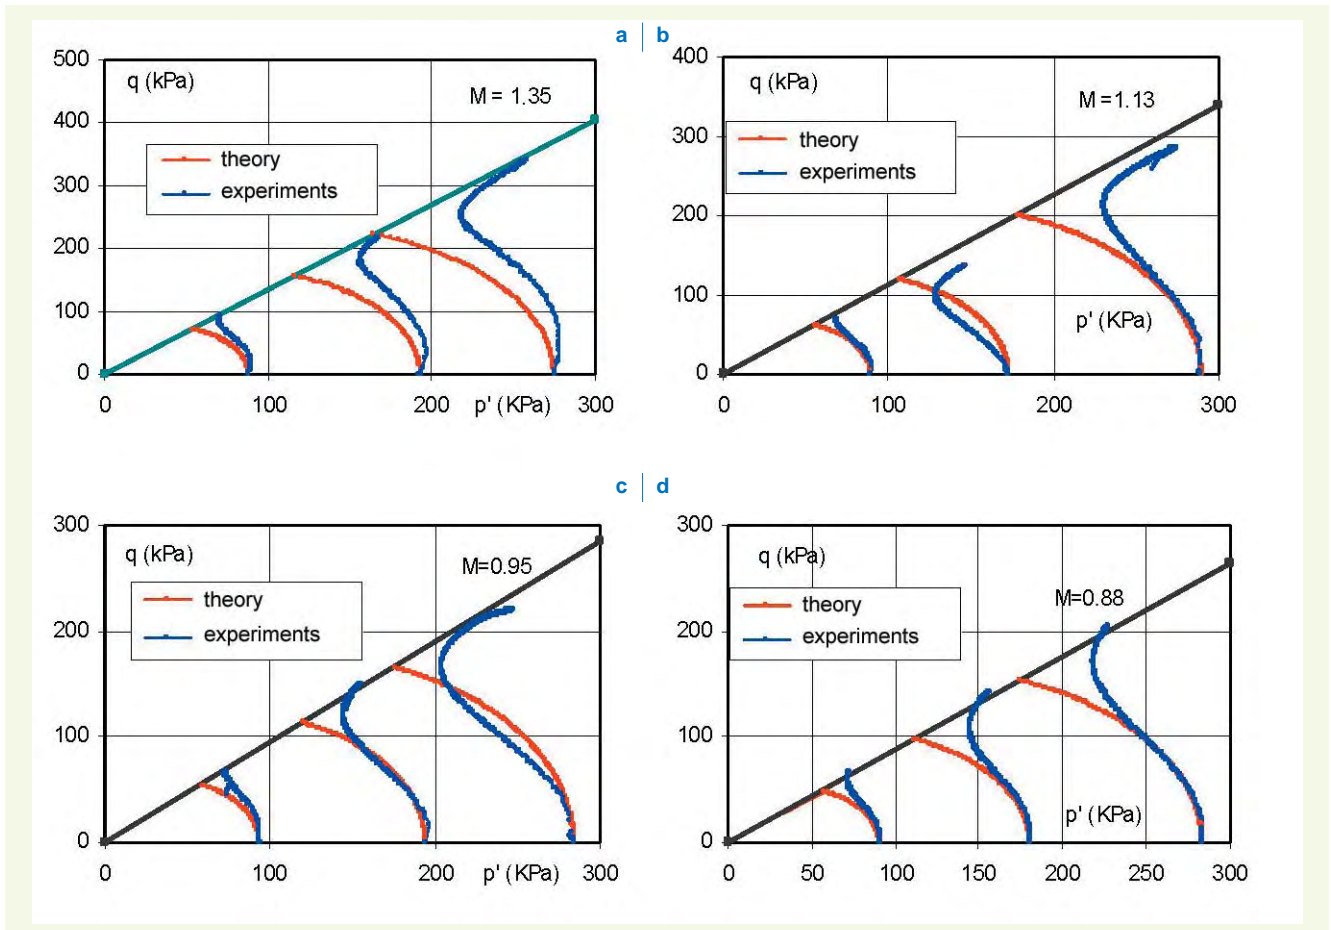 a | b
500
q (kPa)
M = 1.35
400
theory
experiments
300
200
100
0
0 100 200 p' (KPa) 300
400
q (kPa)
M =1.13
300
theory
experiments
200
100
p' (KPa)
0
0 100 200 300
c | d
300
q (kPa)
M=0.95
theory
experiments
200
100
0
0 100 200 p' (KPa) 300
300
q (kPa)
M=0.88
theory
experiments
200
100
p' (KPa)
0
0 50 100 150 200 250 300